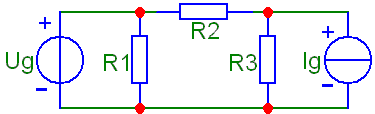 + R2 +
Ug R1 R3 Ig
- -